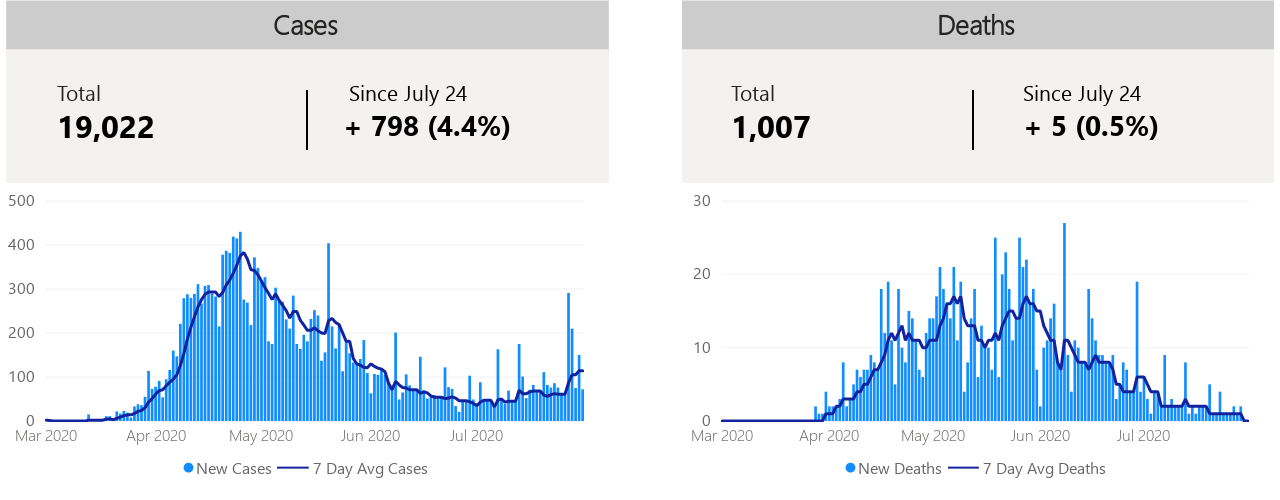 Cases
Total
Since July 24
19,022
+ 798 (4.4%)
500
400
300
200
100
0
Mar 2020 Apr 2020 May 2020 Jun 2020 Jul 2020
New Cases 7 Day Avg Cases
Deaths
Total
Since July 24
1,007
+ 5 (0.5%)
30
20
10
0
Mar 2020 Apr 2020 May 2020 Jun 2020 Jul 2020
New Deaths 7 Day Avg Deaths